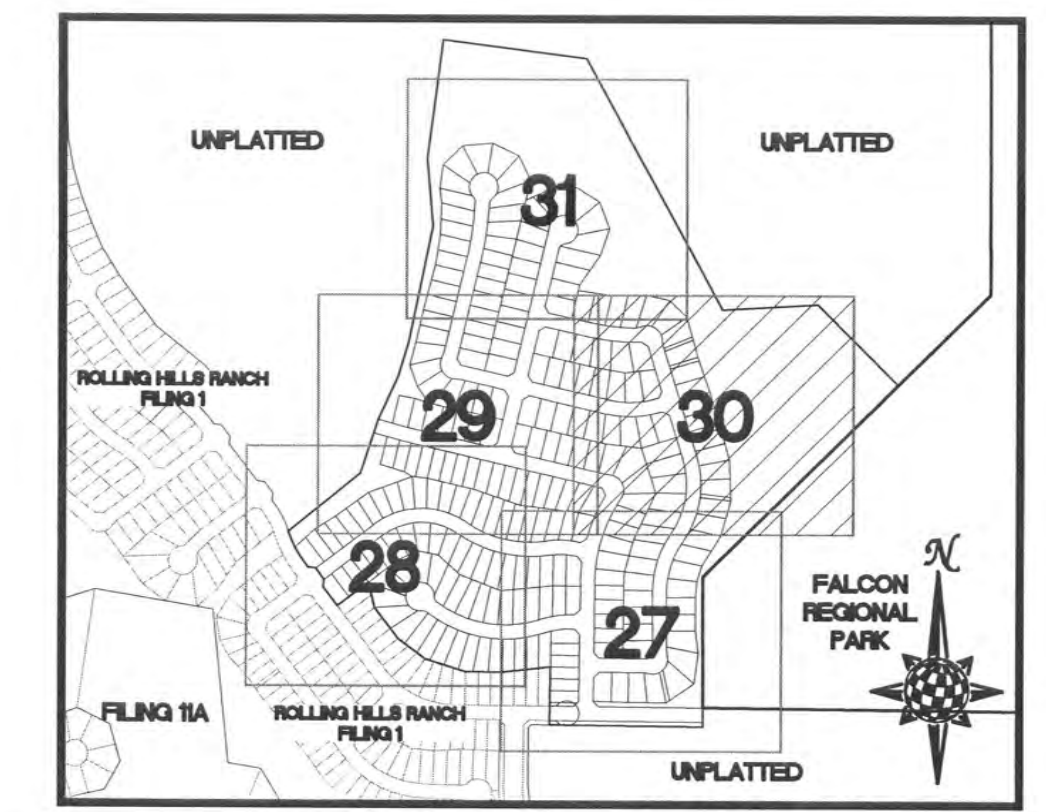 UNPLATTED
UNPLATTED
31
ROLLING HILLS RANCH
FILING 1
29
30
28
27
N
FALCON
REGIONAL
PARK
FILING 11A
ROLLING HILLS RANCH
FILING 1
UNPLATTED